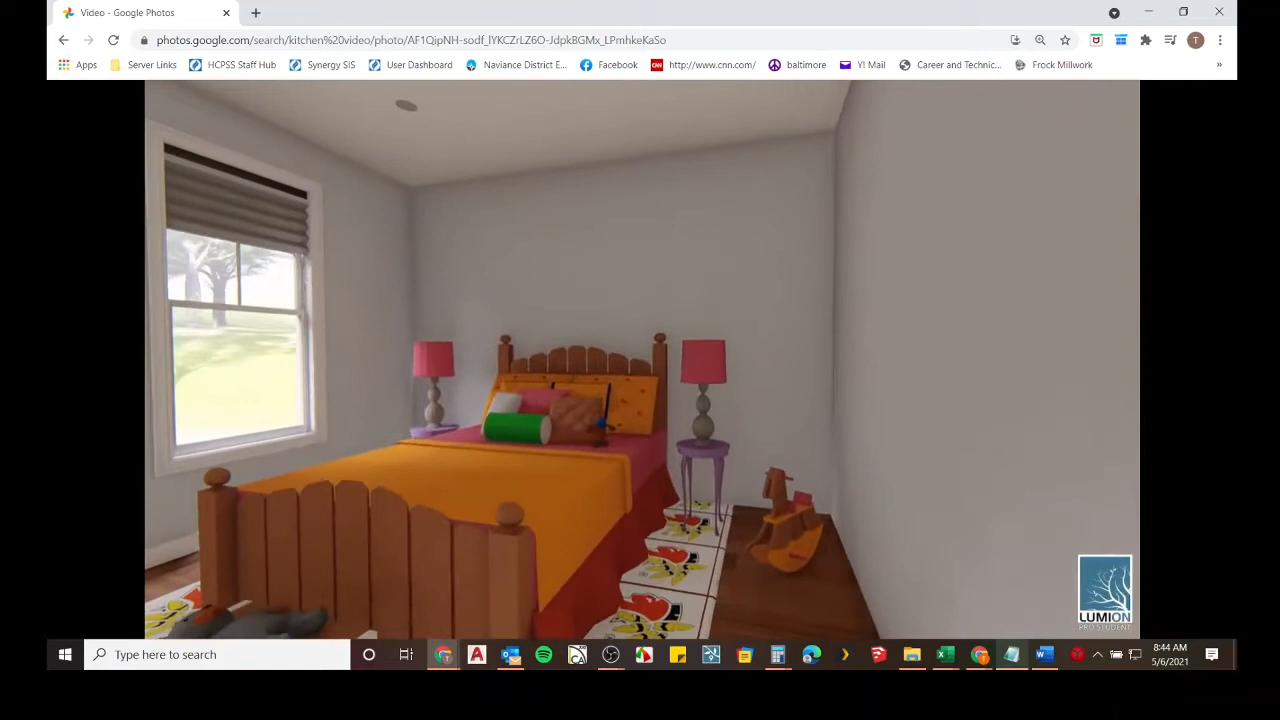 Video - Google Photos
photos.google.com/search/kitchen%20video/photo/AF1QipNH-sodf_lYKCZrLZ6O-JdpkBGMx_LPmhkeKaSo
Apps Server Links HCPSS Staff Hub Synergy SIS User Dashboard Naviance District E... Facebook http://www.cnn.com/ baltimore Y! Mail Career and Technic... Frock Millwork »
LUMION
PRO STUDENT
Type here to search
8:44 AM
5/6/2021